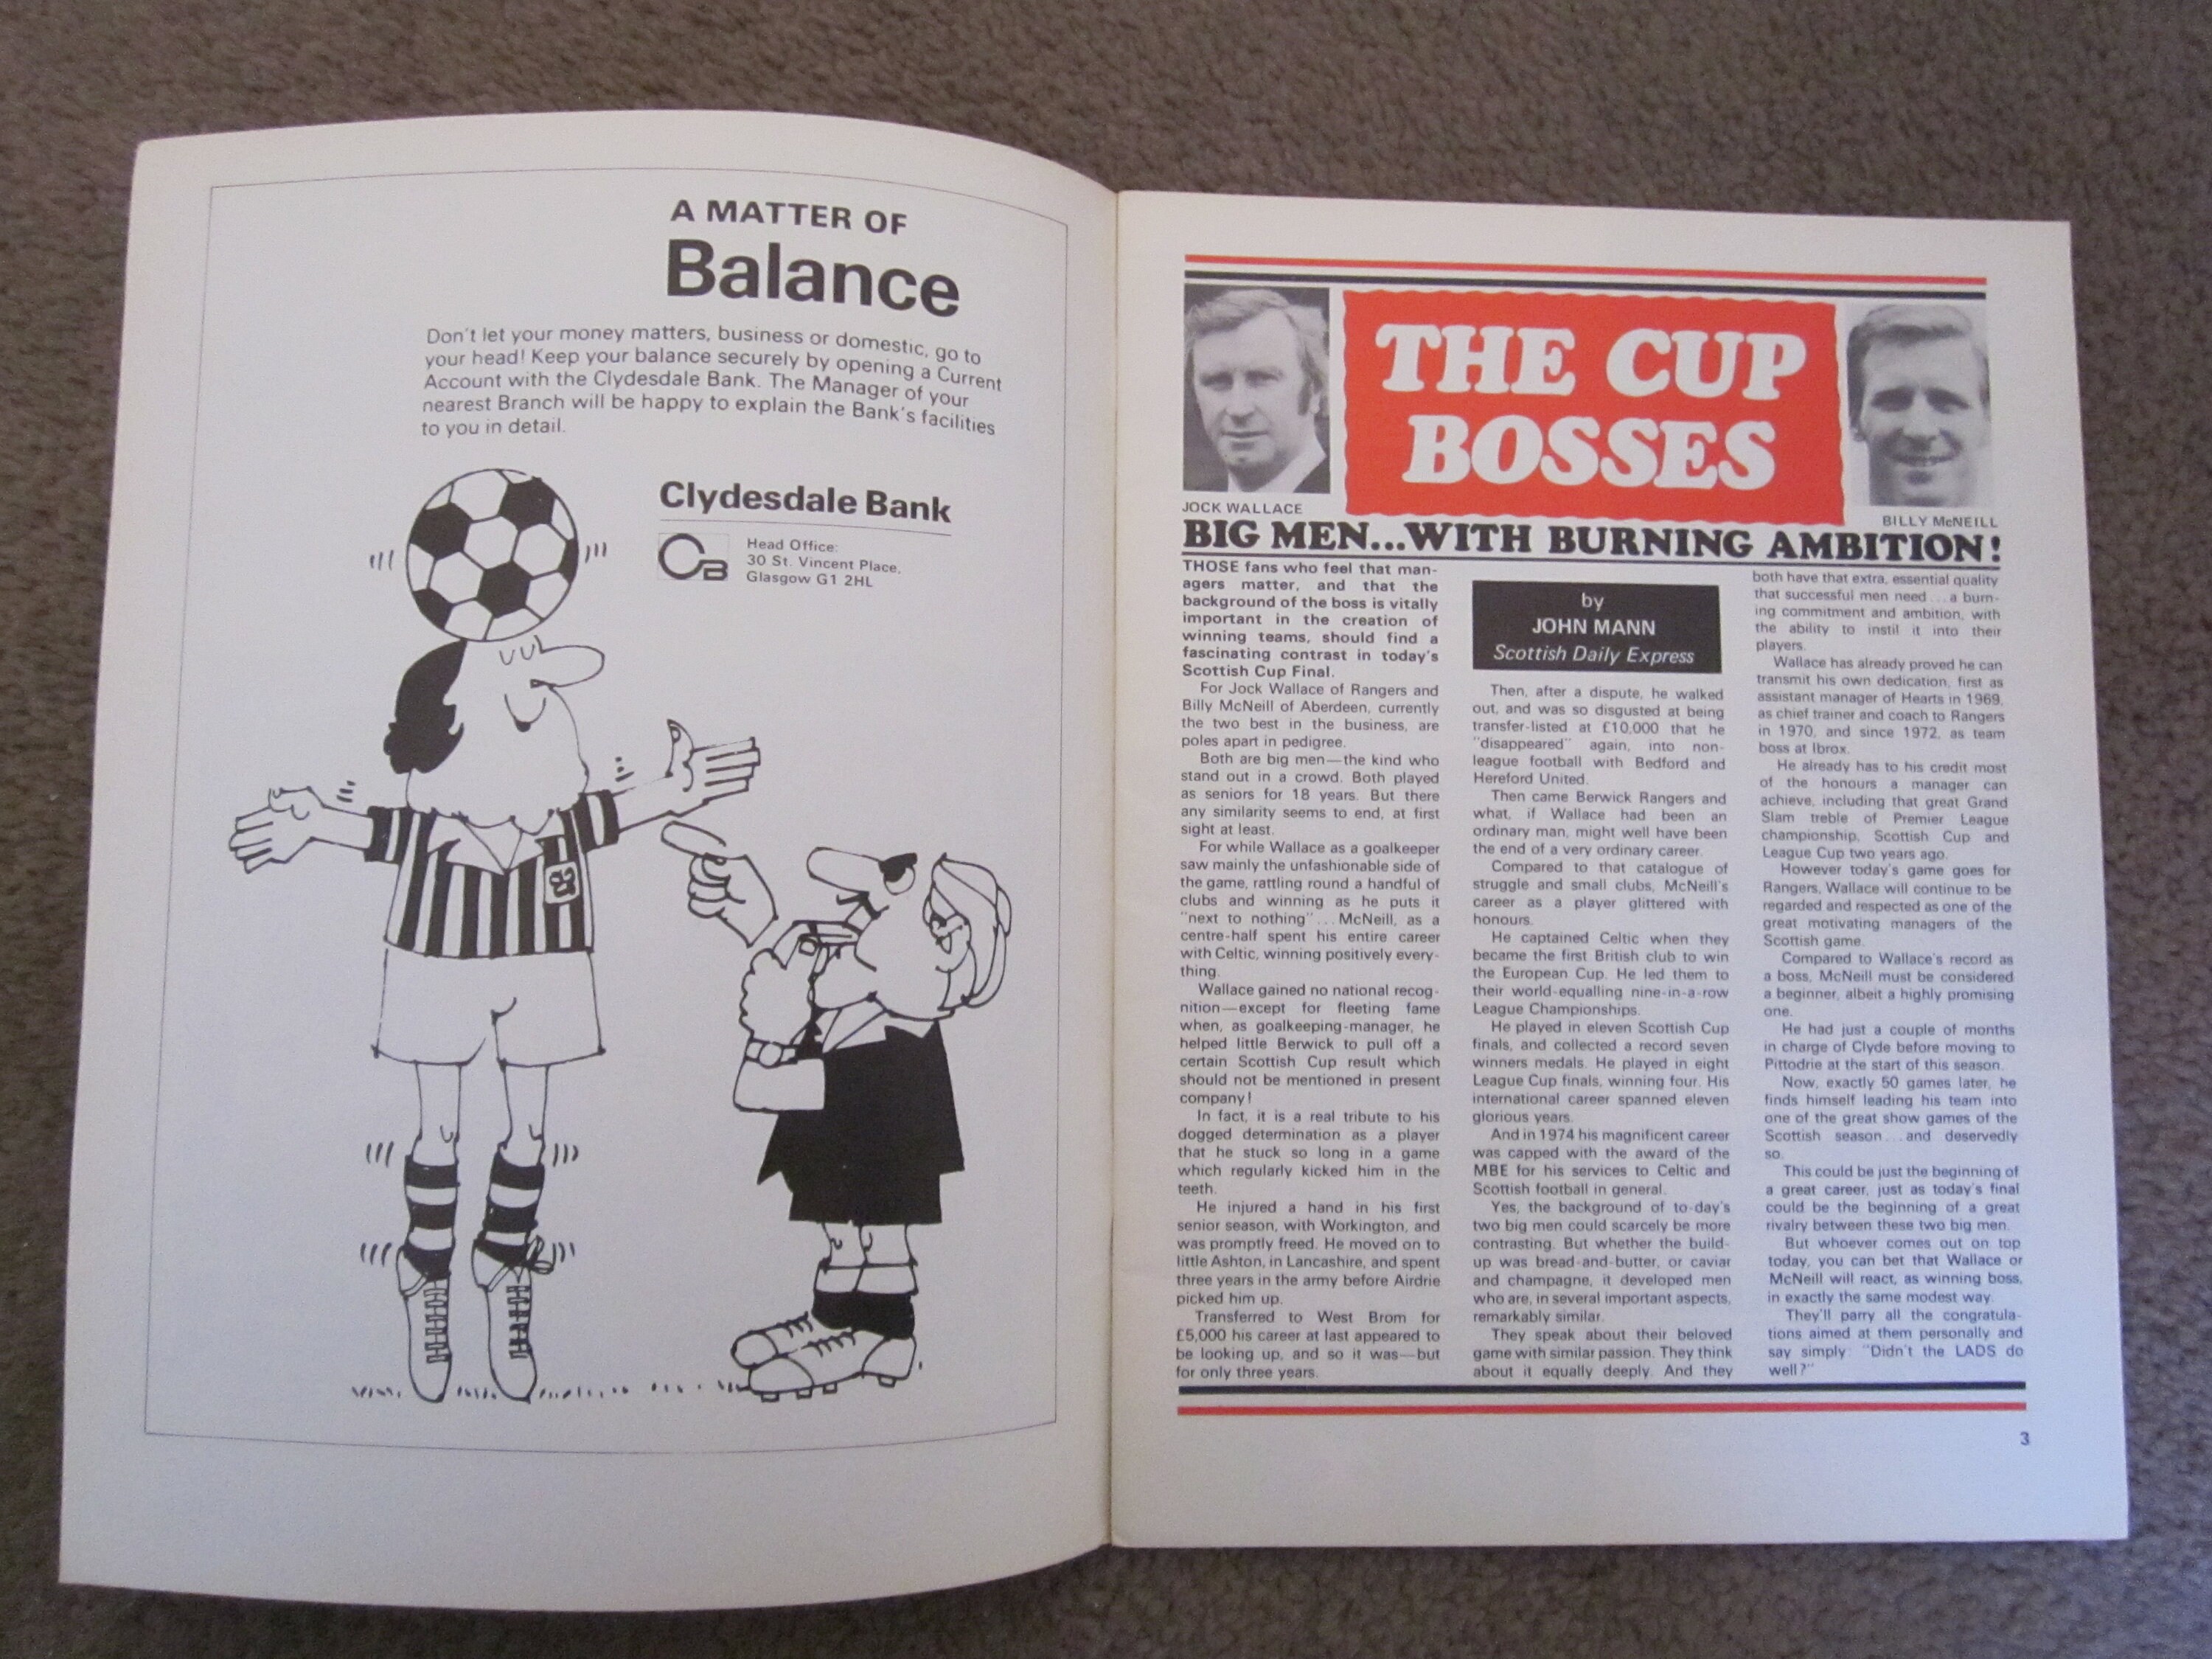 A MATTER OF
Balance
Don't let your money matters, business or domestic, go to
your head! Keep your balance securely by opening a Current
Account with the Clydesdale Bank. The Manager of your
nearest Branch will be happy to explain the Bank's facilities
to you in detail.
Clydesdale Bank
CB
Head Office:
30 St. Vincent Place,
Glasgow G1 2HL
THE CUP
BOSSES
JOCK WALLACE
BILLY McNEILL
BIG MEN...WITH BURNING AMBITION!
THOSE fans who feel that man-
agers matter, and that the
background of the boss is vitally
important in the creation of
winning teams, should find a
fascinating contrast in today's
Scottish Cup Final.
For Jock Wallace of Rangers and
Billy McNeill of Aberdeen, currently
the two best in the business, are
poles apart in pedigree.
Both are big men—the kind who
stand out in a crowd. Both played
as seniors for 18 years. But there
any similarity seems to end, at first
sight at least.
For while Wallace as a goalkeeper
saw mainly the unfashionable side of
the game, rattling round a handful of
clubs and winning as he puts it
"next to nothing"... McNeill, as a
centre-half spent his entire career
with Celtic, winning positively every-
thing.
Wallace gained no national recog-
nition—except for fleeting fame
when, as goalkeeping-manager, he
helped little Berwick to pull off a
certain Scottish Cup result which
should not be mentioned in present
company!
In fact, it is a real tribute to his
dogged determination as a player
that he stuck so long in a game
which regularly kicked him in the
teeth.
He injured a hand in his first
senior season, with Workington, and
was promptly freed. He moved on to
little Ashton, in Lancashire, and spent
three years in the army before Airdrie
picked him up.
Transferred to West Brom for
£5,000 his career at last appeared to
be looking up, and so it was—but
for only three years.
by
JOHN MANN
Scottish Daily Express
Then, after a dispute, he walked
out, and was so disgusted at being
transfer-listed at £10,000 that he
"disappeared" again, into non-
league football with Bedford and
Hereford United.
Then came Berwick Rangers and
what, if Wallace had been an
ordinary man, might well have been
the end of a very ordinary career.
Compared to that catalogue of
struggle and small clubs, McNeill's
career as a player glittered with
honours.
He captained Celtic when they
became the first British club to win
the European Cup. He led them to
their world-equalling nine-in-a-row
League Championships.
He played in eleven Scottish Cup
finals, and collected a record seven
winners medals. He played in eight
League Cup finals, winning four. His
international career spanned eleven
glorious years.
And in 1974 his magnificent career
was capped with the award of the
MBE for his services to Celtic and
Scottish football in general.
Yes, the background of to-day's
two big men could scarcely be more
contrasting. But whether the build-
up was bread-and-butter, or caviar
and champagne, it developed men
who are, in several important aspects,
remarkably similar.
They speak about their beloved
game with similar passion. They think
about it equally deeply. And they
both have that extra, essential quality
that successful men need ... a burn-
ing commitment and ambition, with
the ability to instil it into their
players.
Wallace has already proved he can
transmit his own dedication, first as
assistant manager of Hearts in 1969,
as chief trainer and coach to Rangers
in 1970, and since 1972, as team
boss at Ibrox.
He already has to his credit most
of the honours a manager can
achieve, including that great Grand
Slam treble of Premier League
championship, Scottish Cup and
League Cup two years ago.
However today's game goes for
Rangers, Wallace will continue to be
regarded and respected as one of the
great motivating managers of the
Scottish game.
Compared to Wallace's record as
a boss, McNeill must be considered
a beginner, albeit a highly promising
one.
He had just a couple of months
in charge of Clyde before moving to
Pittodrie at the start of this season.
Now, exactly 50 games later, he
finds himself leading his team into
one of the great show games of the
Scottish season ... and deservedly
so.
This could be just the beginning of
a great career, just as today's final
could be the beginning of a great
rivalry between these two big men.
But whoever comes out on top
today, you can bet that Wallace or
McNeill will react, as winning boss,
in exactly the same modest way.
They'll parry all the congratula-
tions aimed at them personally and
say simply: "Didn't the LADS do
well?"
3